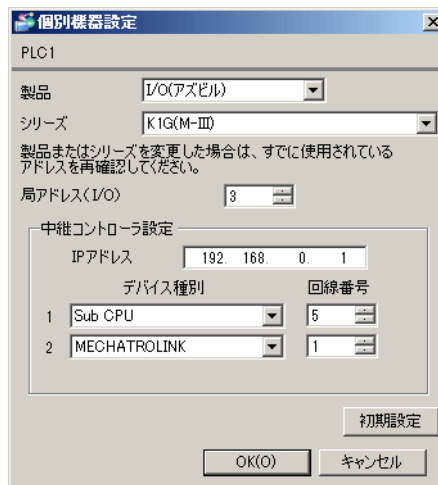 個別機器設定
PLC1
製品 I/O(アズビル)
シリーズ K1G(M-Ⅲ)
製品またはシリーズを変更した場合は、すでに使用されている
アドレスを再確認してください。
局アドレス(I/O) 3
中継コントローラ設定
IPアドレス 192. 168. 0. 1
デバイス種別 回線番号
1 Sub CPU 5
2 MECHATROLINK 1
初期設定
OK(O) キャンセル